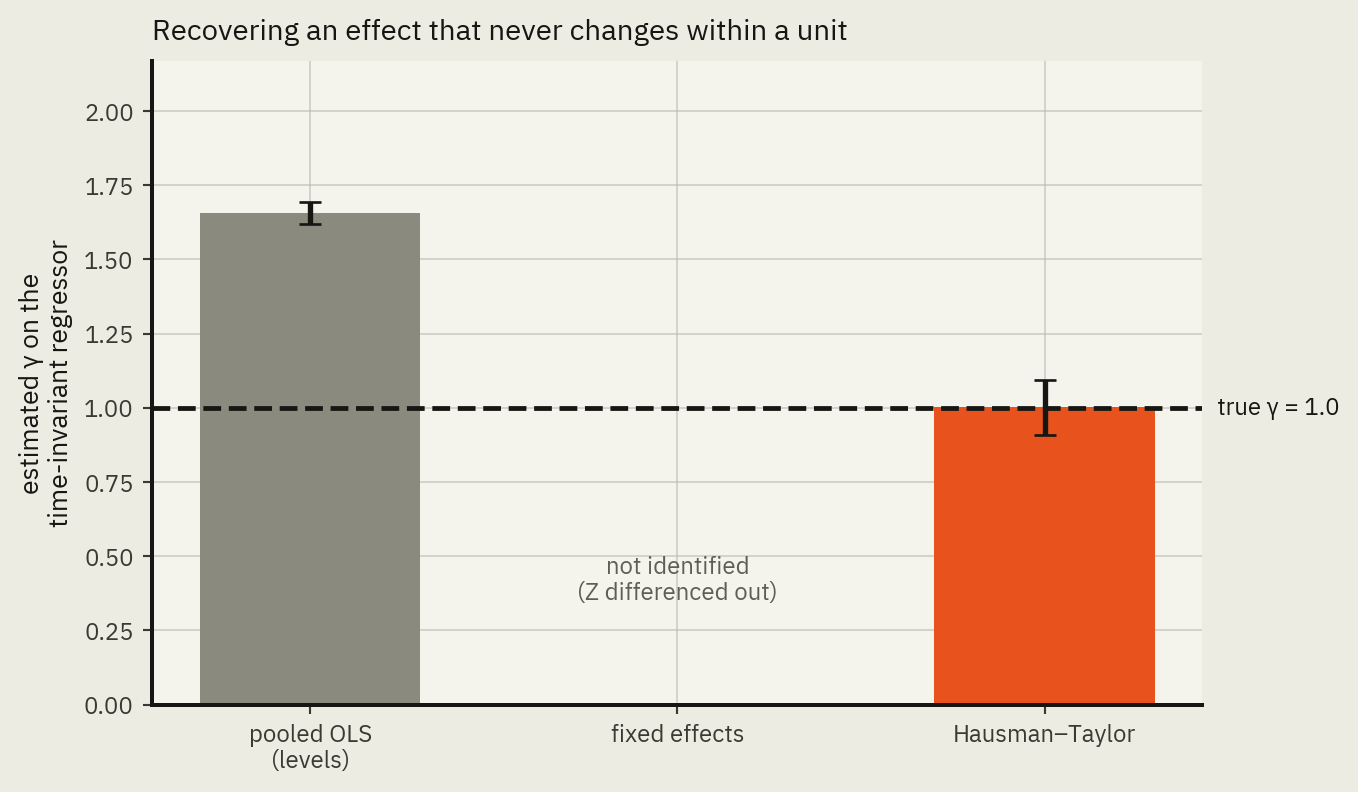 Recovering an effect that never changes within a unit
estimated γ on the
time-invariant regressor
2.00
1.75
1.50
1.25
1.00
0.75
0.50
0.25
0.00
true γ = 1.0
not identified
(Z differenced out)
pooled OLS
(levels)
fixed effects
Hausman–Taylor